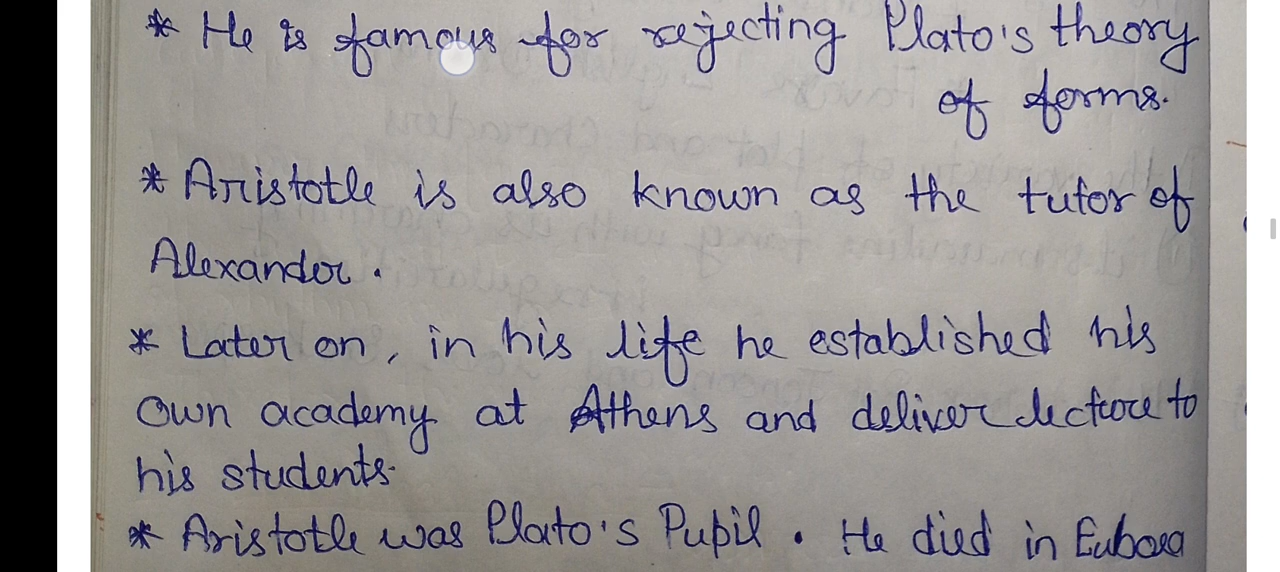 * He is famous for rejecting Plato's theory
of forms.
* Aristotle is also known as the tutor of
Alexander.
* Later on, in his life he established his
own academy at Athens and deliver lecture to
his students.
* Aristotle was Plato's Pupil. He died in Euboea